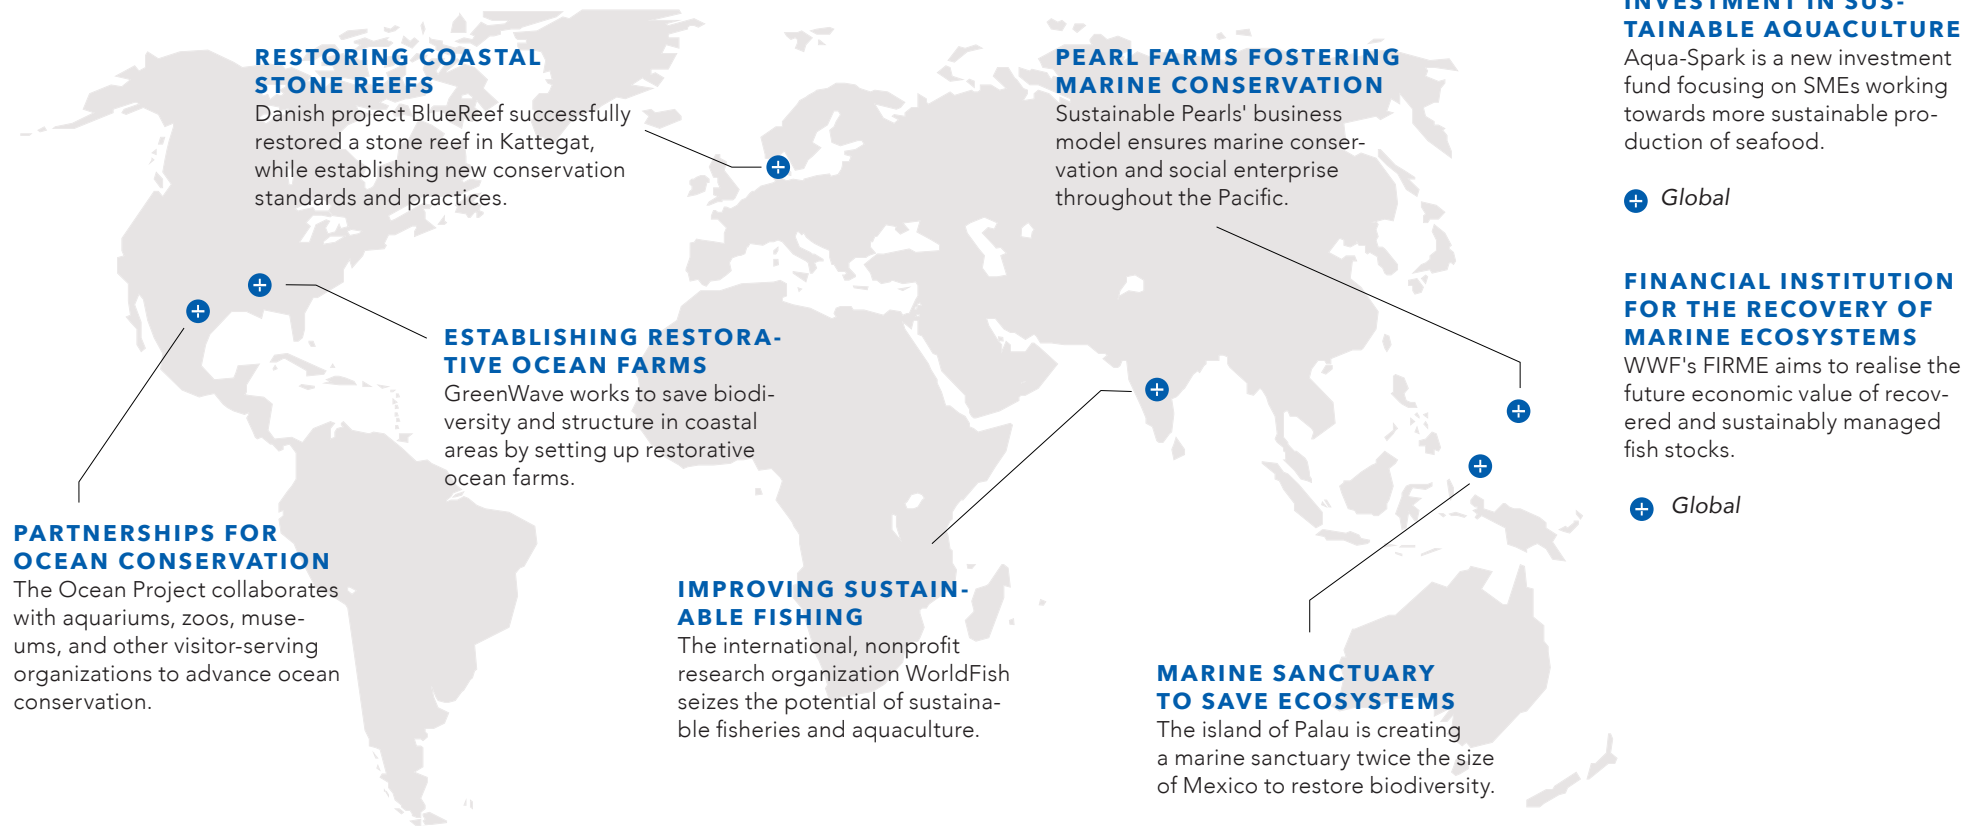 RESTORING COASTAL
STONE REEFS
Danish project BlueReef successfully
restored a stone reef in Kattegat,
while establishing new conservation
standards and practices.
PEARL FARMS FOSTERING
MARINE CONSERVATION
Sustainable Pearls' business
model ensures marine conser-
vation and social enterprise
throughout the Pacific.
INVESTMENT IN SUS-
TAINABLE AQUACULTURE
Aqua-Spark is a new investment
fund focusing on SMEs working
towards more sustainable pro-
duction of seafood.
Global
FINANCIAL INSTITUTION
FOR THE RECOVERY OF
MARINE ECOSYSTEMS
WWF's FIRME aims to realise the
future economic value of recov-
ered and sustainably managed
fish stocks.
Global
ESTABLISHING RESTORA-
TIVE OCEAN FARMS
GreenWave works to save biodi-
versity and structure in coastal
areas by setting up restorative
ocean farms.
PARTNERSHIPS FOR
OCEAN CONSERVATION
The Ocean Project collaborates
with aquariums, zoos, muse-
ums, and other visitor-serving
organizations to advance ocean
conservation.
IMPROVING SUSTAIN-
ABLE FISHING
The international, nonprofit
research organization WorldFish
seizes the potential of sustaina-
ble fisheries and aquaculture.
MARINE SANCTUARY
TO SAVE ECOSYSTEMS
The island of Palau is creating
a marine sanctuary twice the size
of Mexico to restore biodiversity.